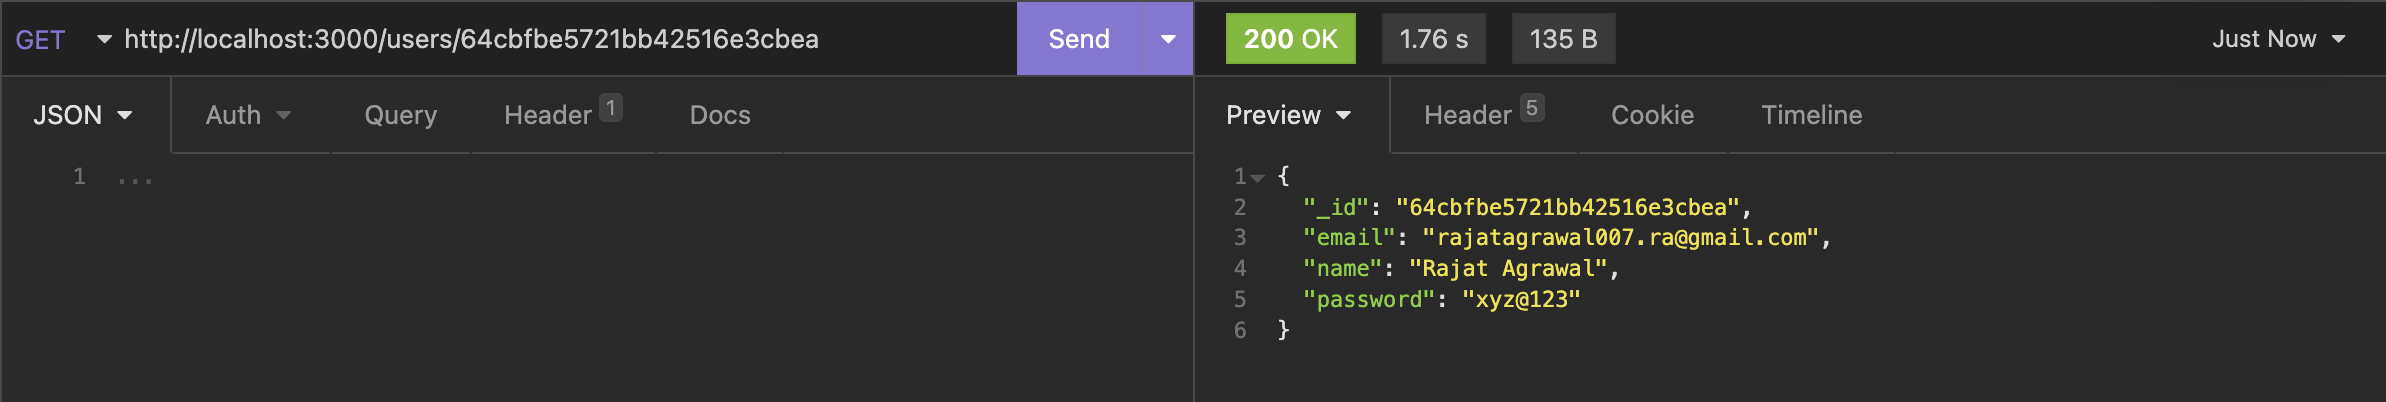 GET http://localhost:3000/users/64cbfbe5721bb42516e3cbea Send 200 OK 1.76 s 135 B Just Now
JSON Auth Query Header 1 Docs Preview Header 5 Cookie Timeline
1 ...
1 {
2 "_id": "64cbfbe5721bb42516e3cbea",
3 "email": "rajatagrawal007.ra@gmail.com",
4 "name": "Rajat Agrawal",
5 "password": "xyz@123"
6 }